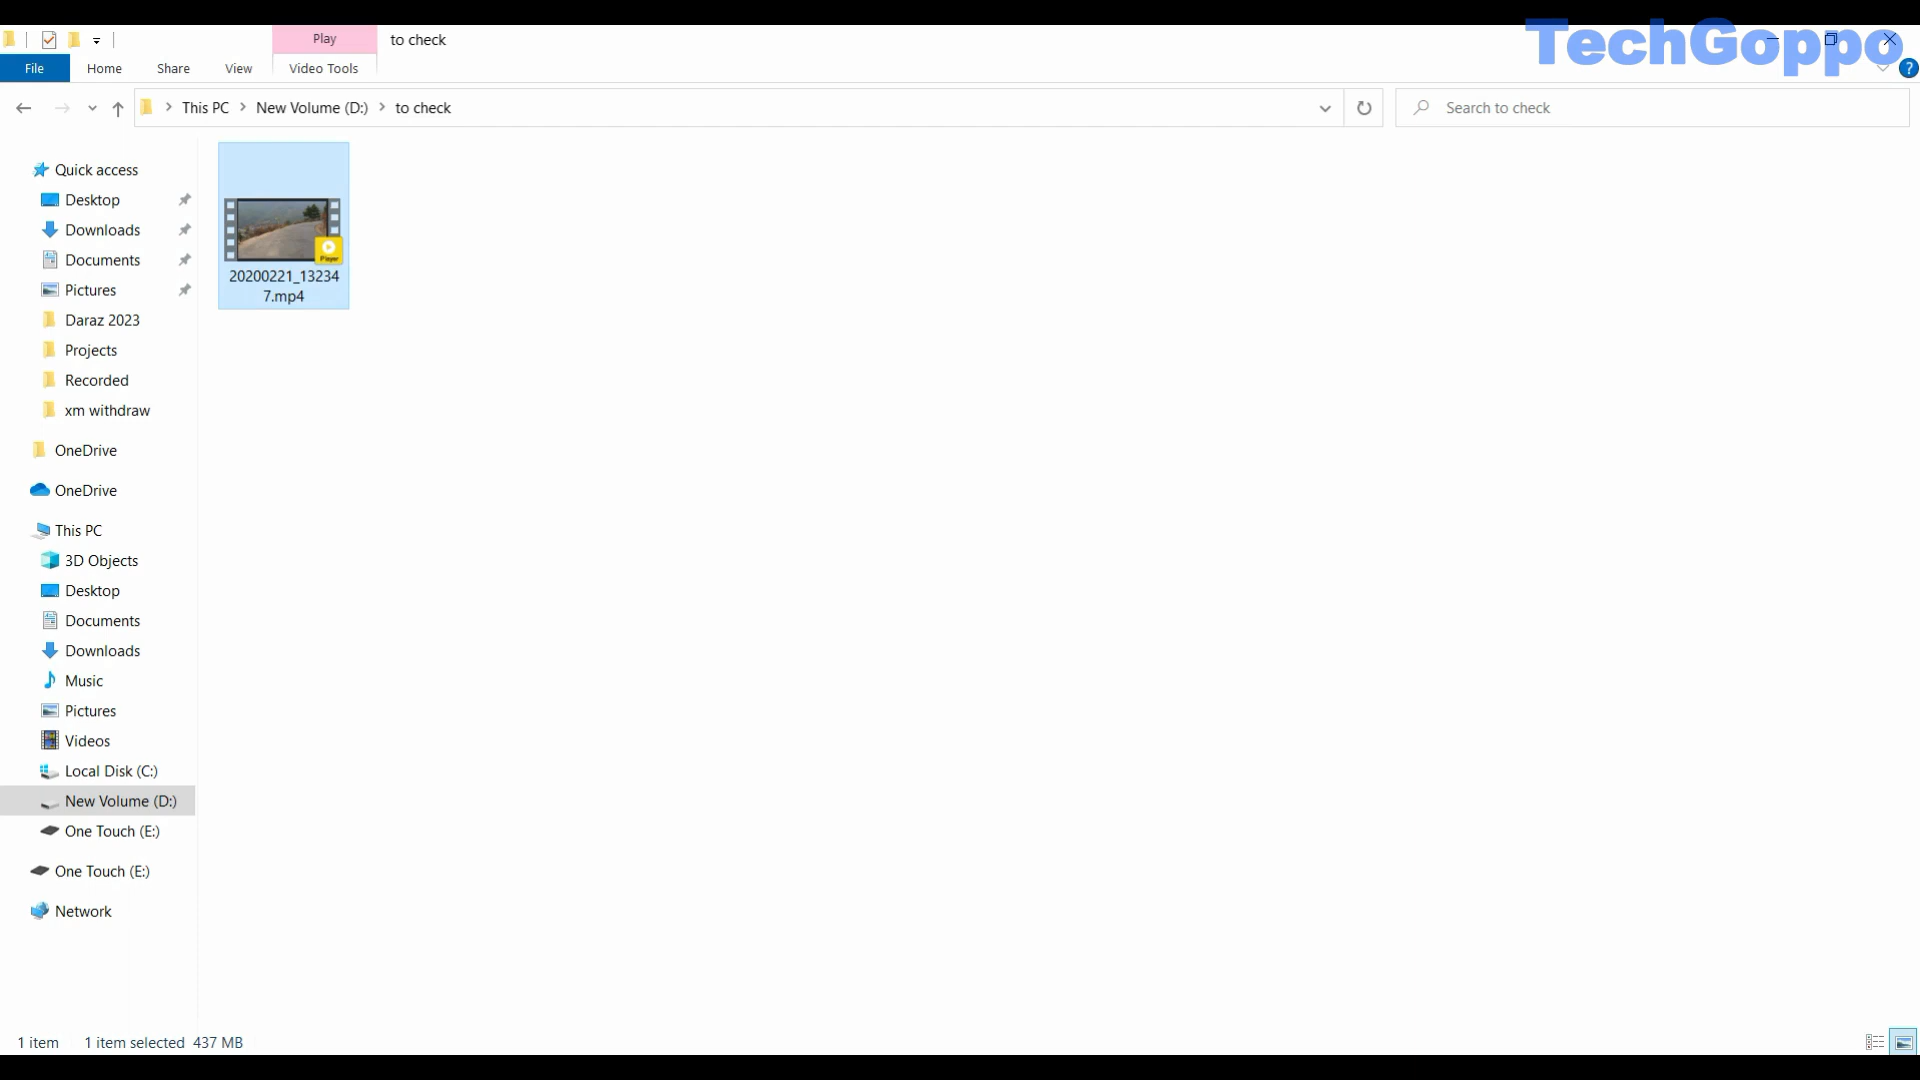 Play
to check
TechGoppo
File
Home
Share
View
Video Tools
?
This PC
New Volume (D:)
to check
Search to check
Quick access
Desktop
Downloads
Documents
Pictures
Daraz 2023
Projects
Recorded
xm withdraw
OneDrive
OneDrive
This PC
3D Objects
Desktop
Documents
Downloads
Music
Pictures
Videos
Local Disk (C:)
New Volume (D:)
One Touch (E:)
One Touch (E:)
Network
Player
20200221_13234
7.mp4
1 item
1 item selected 437 MB